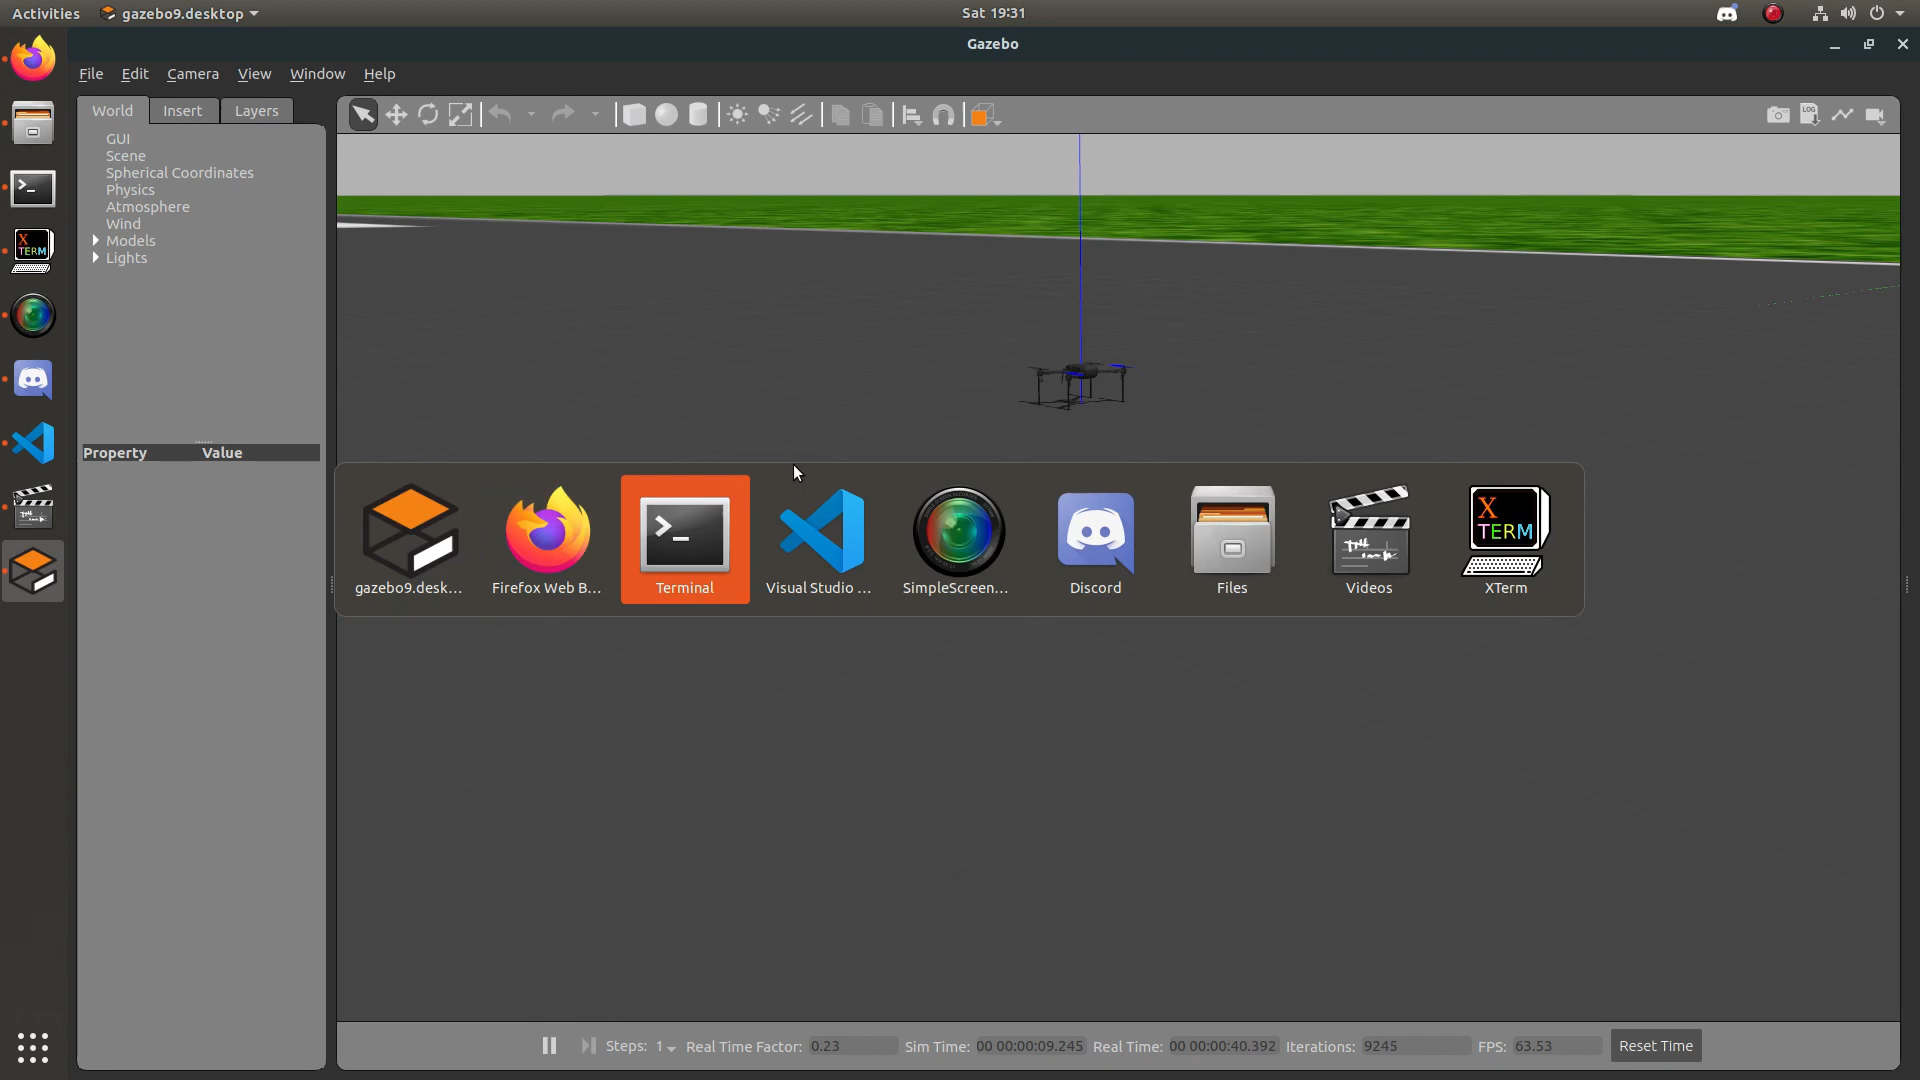 Activities
gazebo9.desktop
Sat 19:31
Gazebo
File Edit Camera View Window Help
World Insert Layers
LOG
GUI
Scene
Spherical Coordinates
Physics
Atmosphere
Wind
Models
Lights
Property Value
gazebo9.desk...
Firefox Web B...
Terminal
Visual Studio ...
SimpleScreen...
Discord
Files
Videos
X TERM
XTerm
X TERM
Steps: 1
Real Time Factor: 0.23
Sim Time: 00 00:00:09.245
Real Time: 00 00:00:40.392
Iterations: 9245
FPS: 63.53
Reset Time